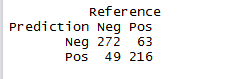 Reference
Prediction Neg Pos
Neg 272 63
Pos 49 216